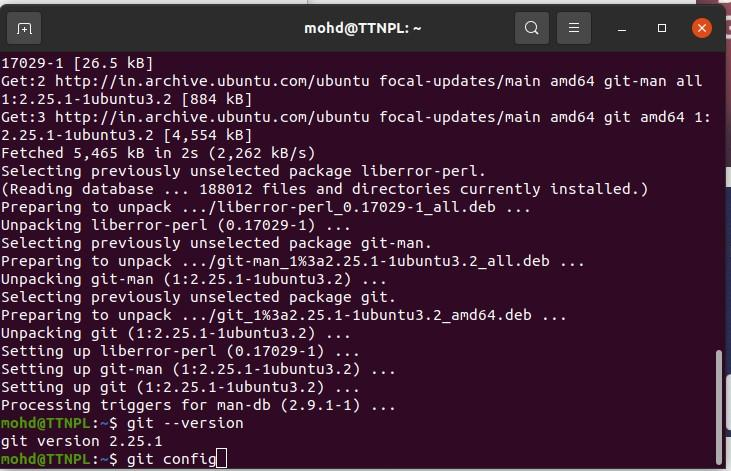 mohd@TTNPL: ~
17029-1 [26.5 kB]
Get:2 http://in.archive.ubuntu.com/ubuntu focal-updates/main amd64 git-man all
1:2.25.1-1ubuntu3.2 [884 kB]
Get:3 http://in.archive.ubuntu.com/ubuntu focal-updates/main amd64 git amd64 1:
2.25.1-1ubuntu3.2 [4,554 kB]
Fetched 5,465 kB in 2s (2,262 kB/s)
Selecting previously unselected package liberror-perl.
(Reading database ... 188012 files and directories currently installed.)
Preparing to unpack .../liberror-perl_0.17029-1_all.deb ...
Unpacking liberror-perl (0.17029-1) ...
Selecting previously unselected package git-man.
Preparing to unpack .../git-man_1%3a2.25.1-1ubuntu3.2_all.deb ...
Unpacking git-man (1:2.25.1-1ubuntu3.2) ...
Selecting previously unselected package git.
Preparing to unpack .../git_1%3a2.25.1-1ubuntu3.2_amd64.deb ...
Unpacking git (1:2.25.1-1ubuntu3.2) ...
Setting up liberror-perl (0.17029-1) ...
Setting up git-man (1:2.25.1-1ubuntu3.2) ...
Setting up git (1:2.25.1-1ubuntu3.2) ...
Processing triggers for man-db (2.9.1-1) ...
mohd@TTNPL:~$ git --version
git version 2.25.1
mohd@TTNPL:~$ git config